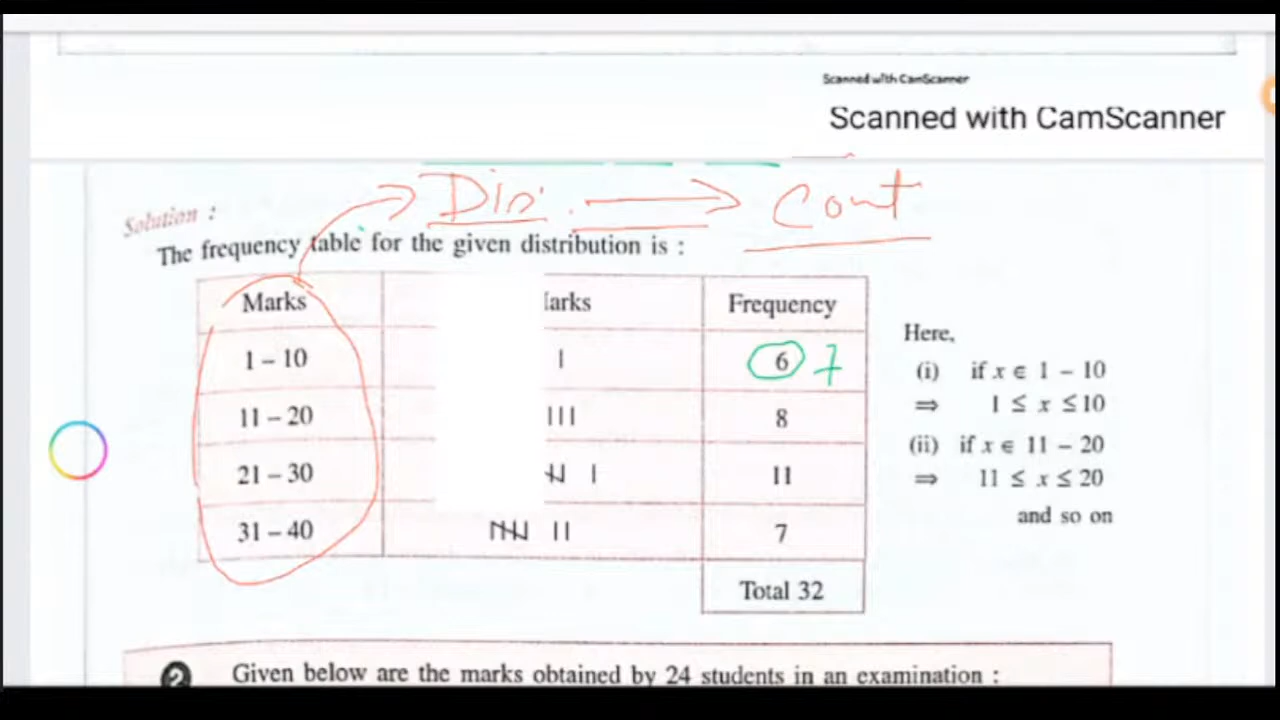 Scanned with CamScanner
Scanned with CamScanner
Dis. → Cont
Solution :
The frequency table for the given distribution is :
Marks arks Frequency
1 – 10 | 6 7
11 – 20 ||| 8
21 – 30 | 11
31 – 40 || 7
Total 32
Here,
(i) if x ∈ 1 – 10
⇒ 1 ≤ x ≤ 10
(ii) if x ∈ 11 – 20
⇒ 11 ≤ x ≤ 20
and so on
2 Given below are the marks obtained by 24 students in an examination :